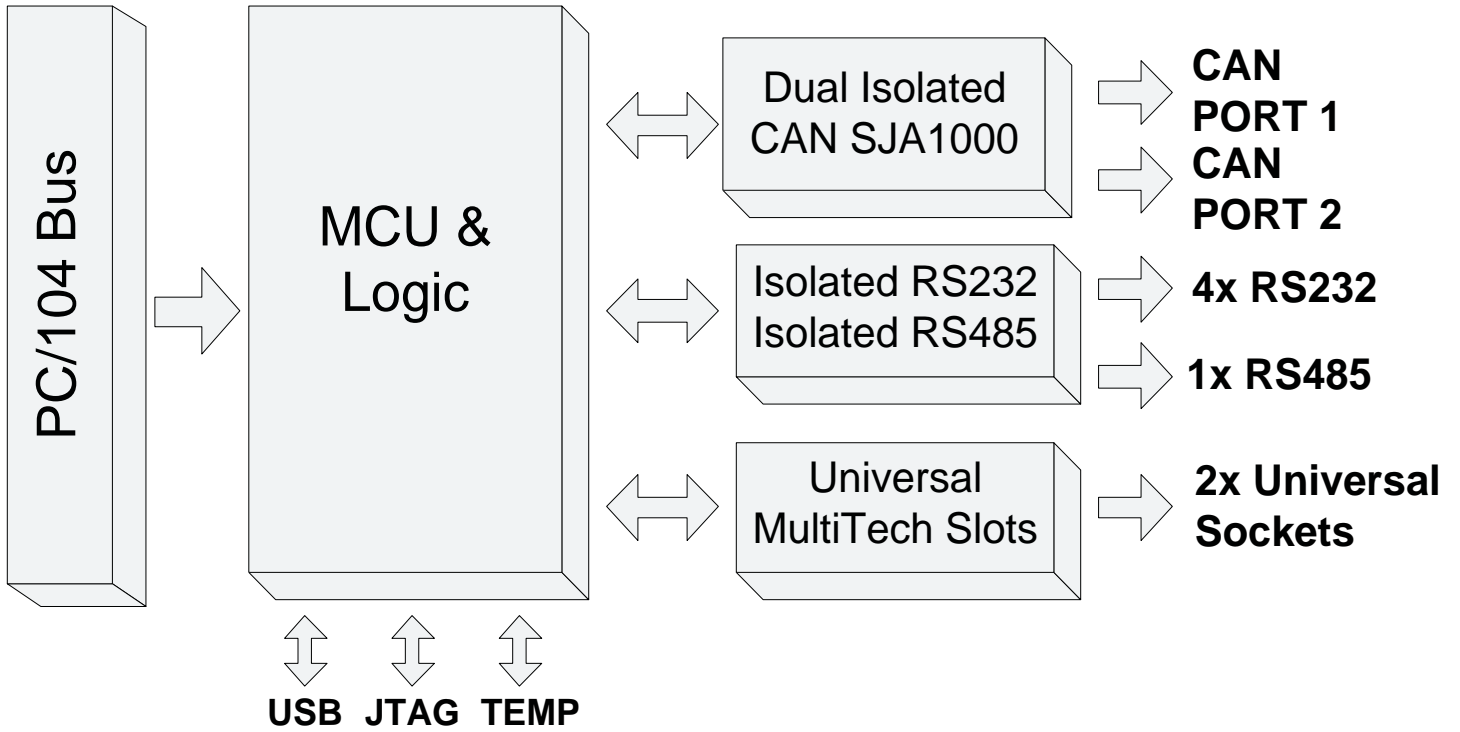 PC/104 Bus
MCU &
Logic
Dual Isolated
CAN SJA1000
CAN
PORT 1
CAN
PORT 2
Isolated RS232
Isolated RS485
4x RS232
1x RS485
Universal
MultiTech Slots
2x Universal
Sockets
USB JTAG TEMP